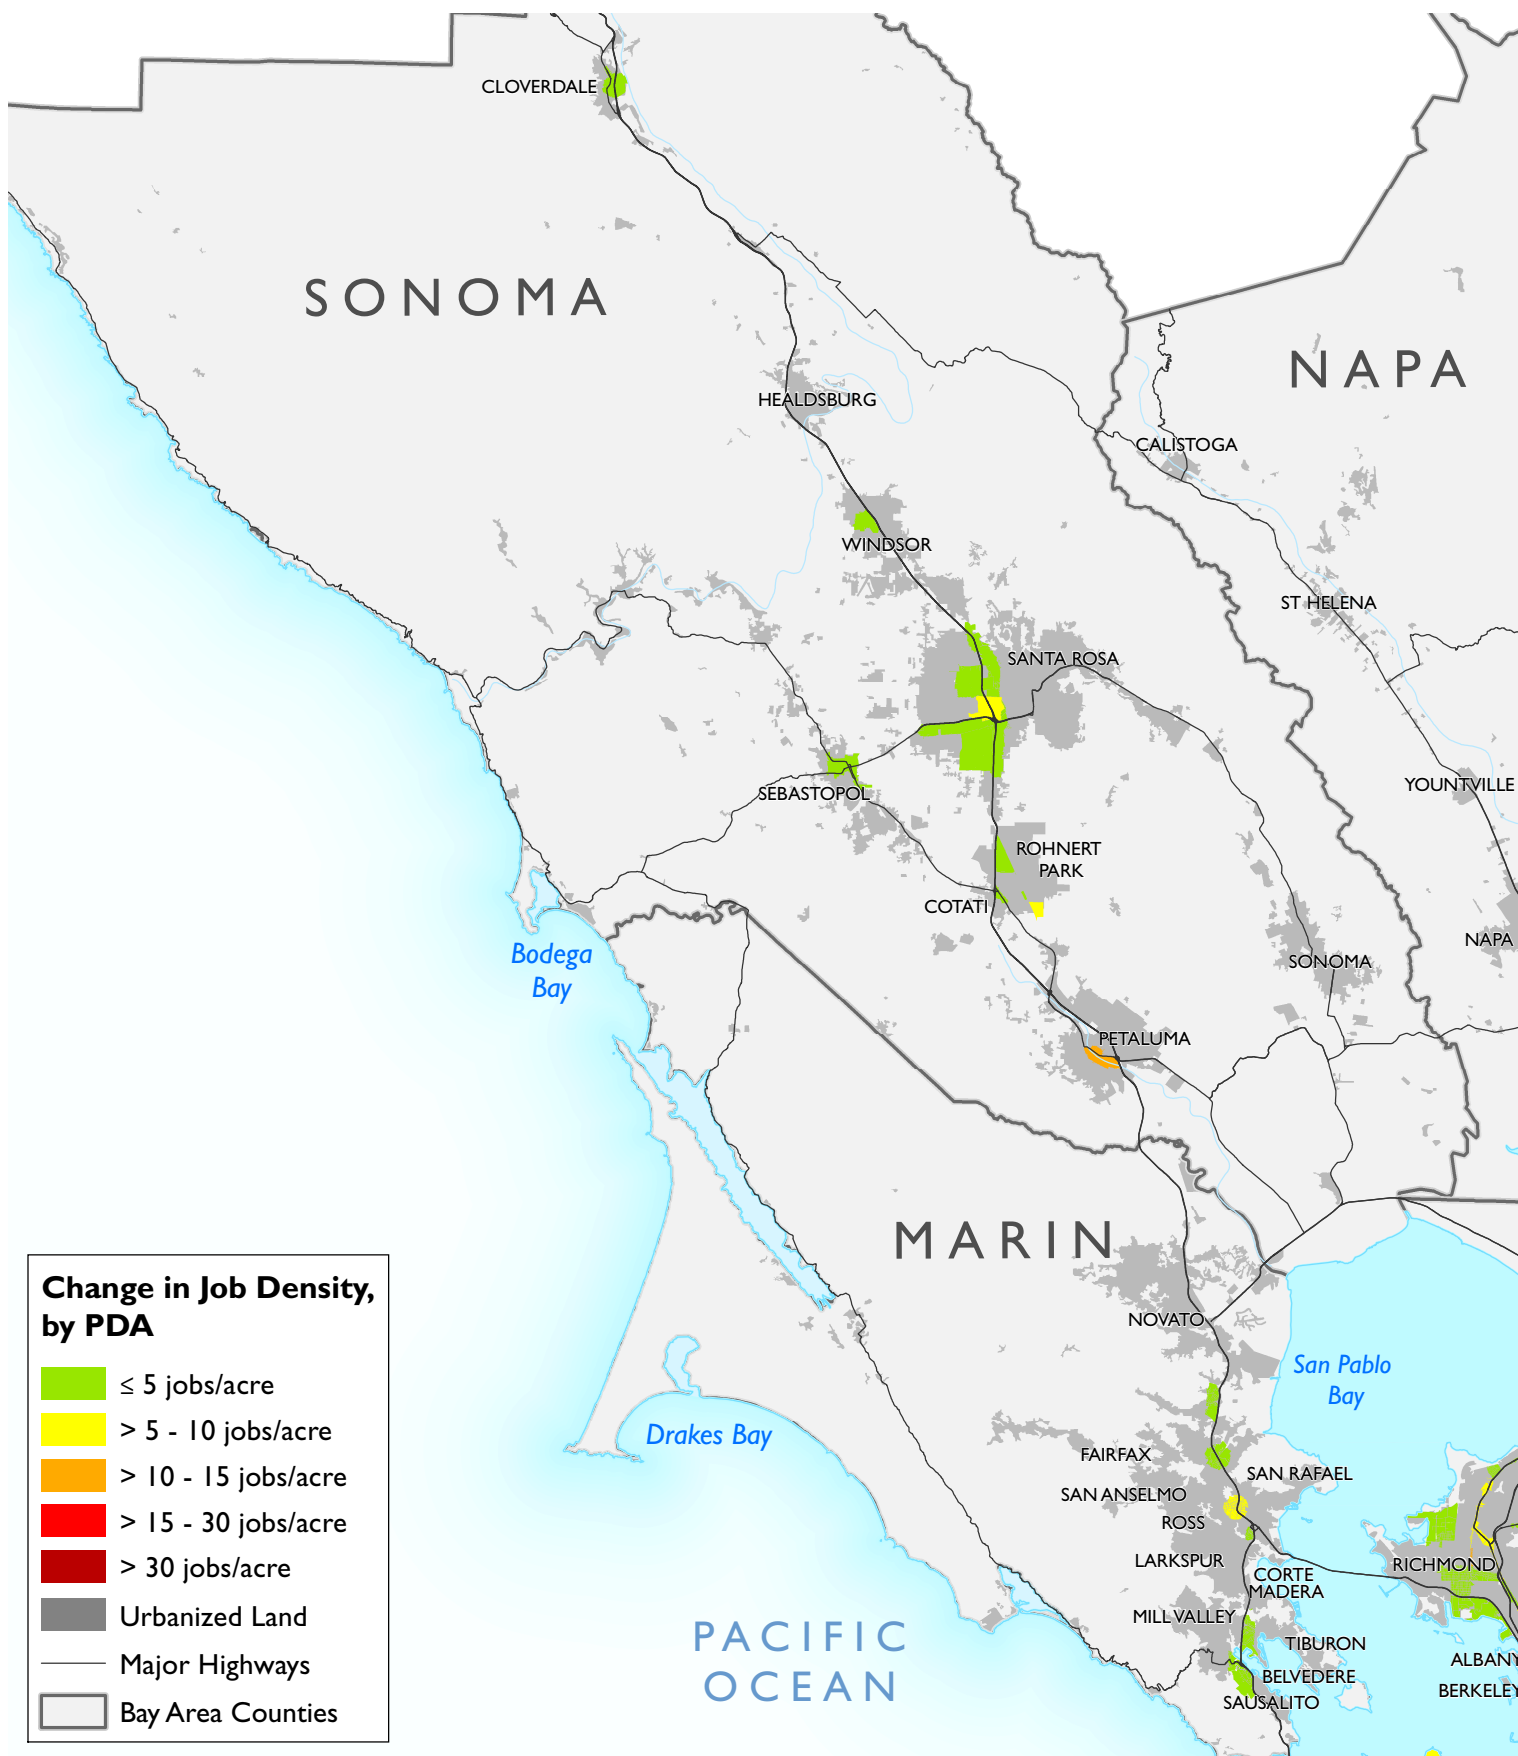 CLOVERDALE
SONOMA
NAPA
HEALDSBURG
CALISTOGA
WINDSOR
ST HELENA
SANTA ROSA
YOUNTVILLE
SEBASTOPOL
ROHNERT
PARK
COTATI
NAPA
Bodega
Bay
SONOMA
PETALUMA
MARIN
NOVATO
San Pablo
Bay
Drakes Bay
FAIRFAX
SAN RAFAEL
SAN ANSELMO
ROSS
LARKSPUR
RICHMOND
CORTE
MADERA
MILL VALLEY
TIBURON
PACIFIC
OCEAN
ALBANY
BELVEDERE
BERKELEY
SAUSALITO
Change in Job Density,
by PDA
≤ 5 jobs/acre
> 5 - 10 jobs/acre
> 10 - 15 jobs/acre
> 15 - 30 jobs/acre
> 30 jobs/acre
Urbanized Land
Major Highways
Bay Area Counties